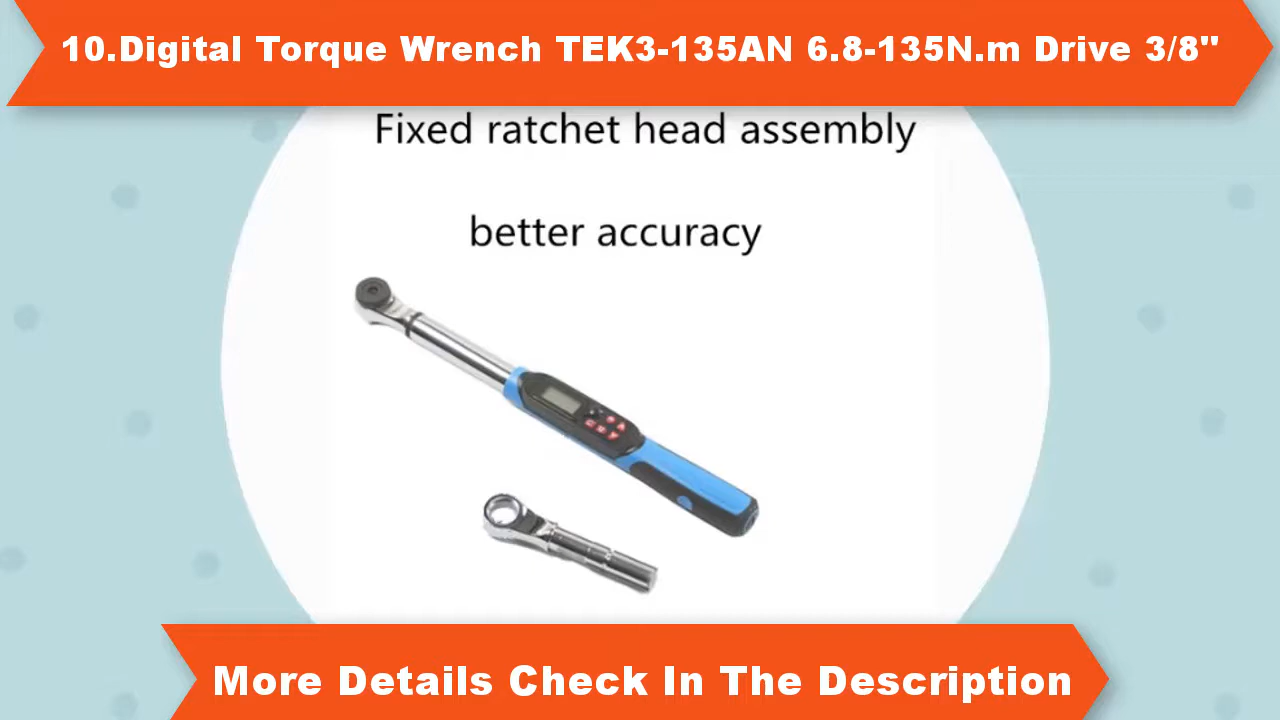 10.Digital Torque Wrench TEK3-135AN 6.8-135N.m Drive 3/8''
Fixed ratchet head assembly
better accuracy
More Details Check In The Description